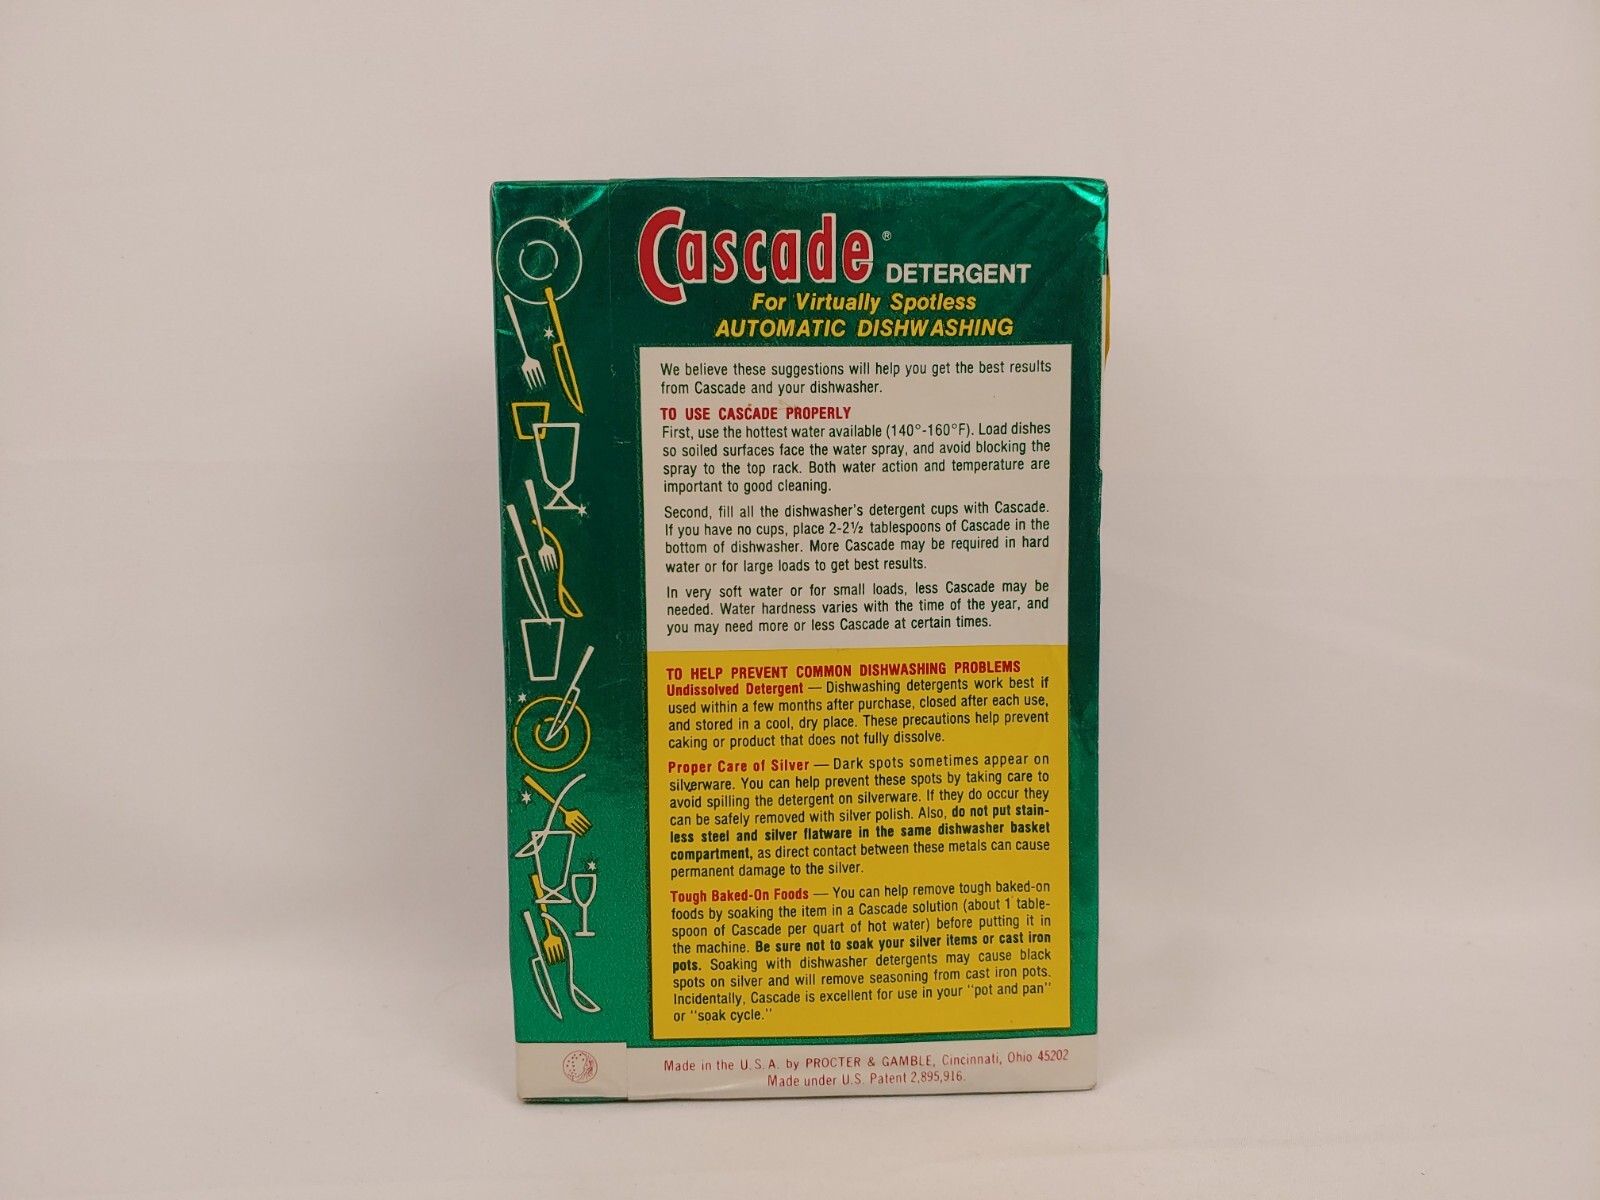 Cascade® DETERGENT
For Virtually Spotless
AUTOMATIC DISHWASHING
We believe these suggestions will help you get the best results
from Cascade and your dishwasher.
TO USE CASCADE PROPERLY
First, use the hottest water available (140°-160°F). Load dishes
so soiled surfaces face the water spray, and avoid blocking the
spray to the top rack. Both water action and temperature are
important to good cleaning.
Second, fill all the dishwasher's detergent cups with Cascade.
If you have no cups, place 2-2½ tablespoons of Cascade in the
bottom of dishwasher. More Cascade may be required in hard
water or for large loads to get best results.
In very soft water or for small loads, less Cascade may be
needed. Water hardness varies with the time of the year, and
you may need more or less Cascade at certain times.
TO HELP PREVENT COMMON DISHWASHING PROBLEMS
Undissolved Detergent — Dishwashing detergents work best if
used within a few months after purchase, closed after each use,
and stored in a cool, dry place. These precautions help prevent
caking or product that does not fully dissolve.
Proper Care of Silver — Dark spots sometimes appear on
silverware. You can help prevent these spots by taking care to
avoid spilling the detergent on silverware. If they do occur they
can be safely removed with silver polish. Also, do not put stain-
less steel and silver flatware in the same dishwasher basket
compartment, as direct contact between these metals can cause
permanent damage to the silver.
Tough Baked-On Foods — You can help remove tough baked-on
foods by soaking the item in a Cascade solution (about 1 table-
spoon of Cascade per quart of hot water) before putting it in
the machine. Be sure not to soak your silver items or cast iron
pots. Soaking with dishwasher detergents may cause black
spots on silver and will remove seasoning from cast iron pots.
Incidentally, Cascade is excellent for use in your "pot and pan"
or "soak cycle."
Made in the U.S.A. by PROCTER & GAMBLE, Cincinnati, Ohio 45202
Made under U.S. Patent 2,895,916.